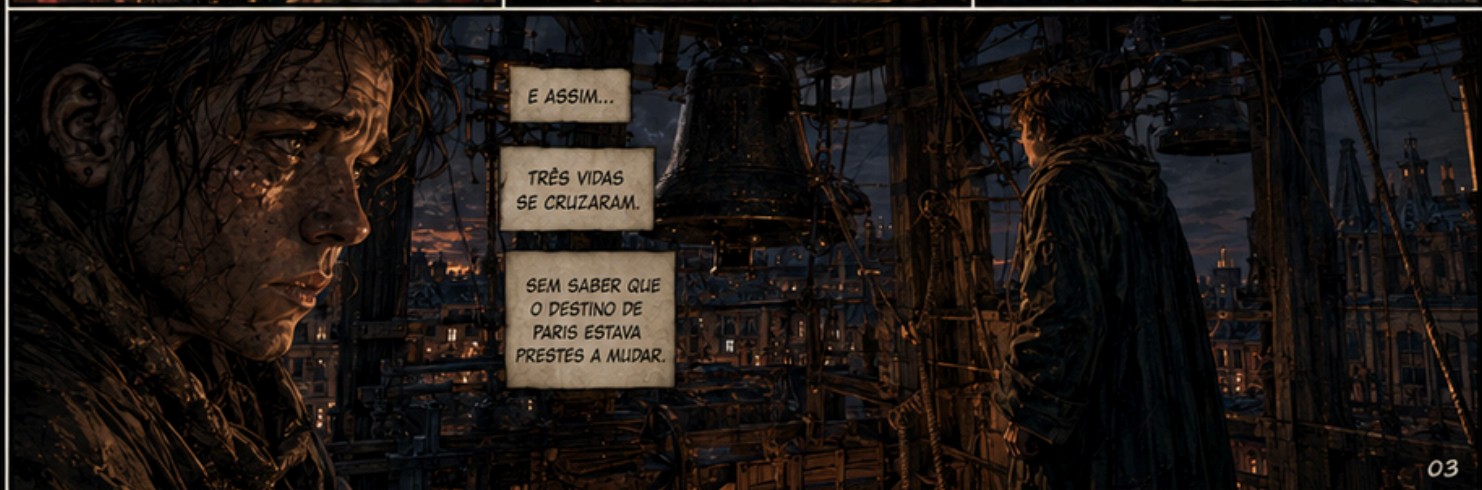 E ASSIM...
TRÊS VIDAS
SE CRUZARAM.
SEM SABER QUE
O DESTINO DE
PARIS ESTAVA
PRESTES A MUDAR.
03